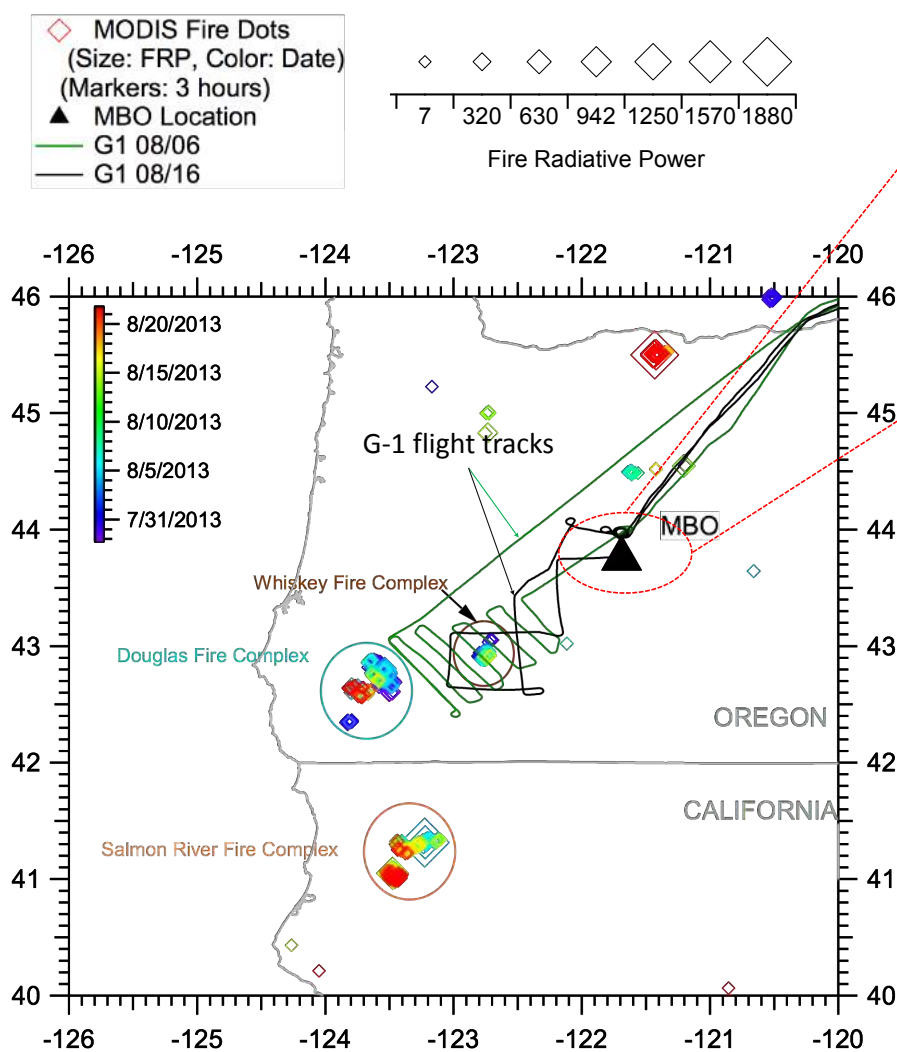 MODIS Fire Dots
(Size: FRP, Color: Date)
(Markers: 3 hours)
MBO Location
G1 08/06
G1 08/16
7 320 630 942 1250 1570 1880
Fire Radiative Power
-126 -125 -124 -123 -122 -121 -120
46 46
8/20/2013
8/15/2013
45 45
8/10/2013
G-1 flight tracks
8/5/2013
7/31/2013
44 44
MBO
Whiskey Fire Complex
43 43
Douglas Fire Complex
OREGON
42 42
CALIFORNIA
Salmon River Fire Complex
41 41
40 40
-126 -125 -124 -123 -122 -121 -120